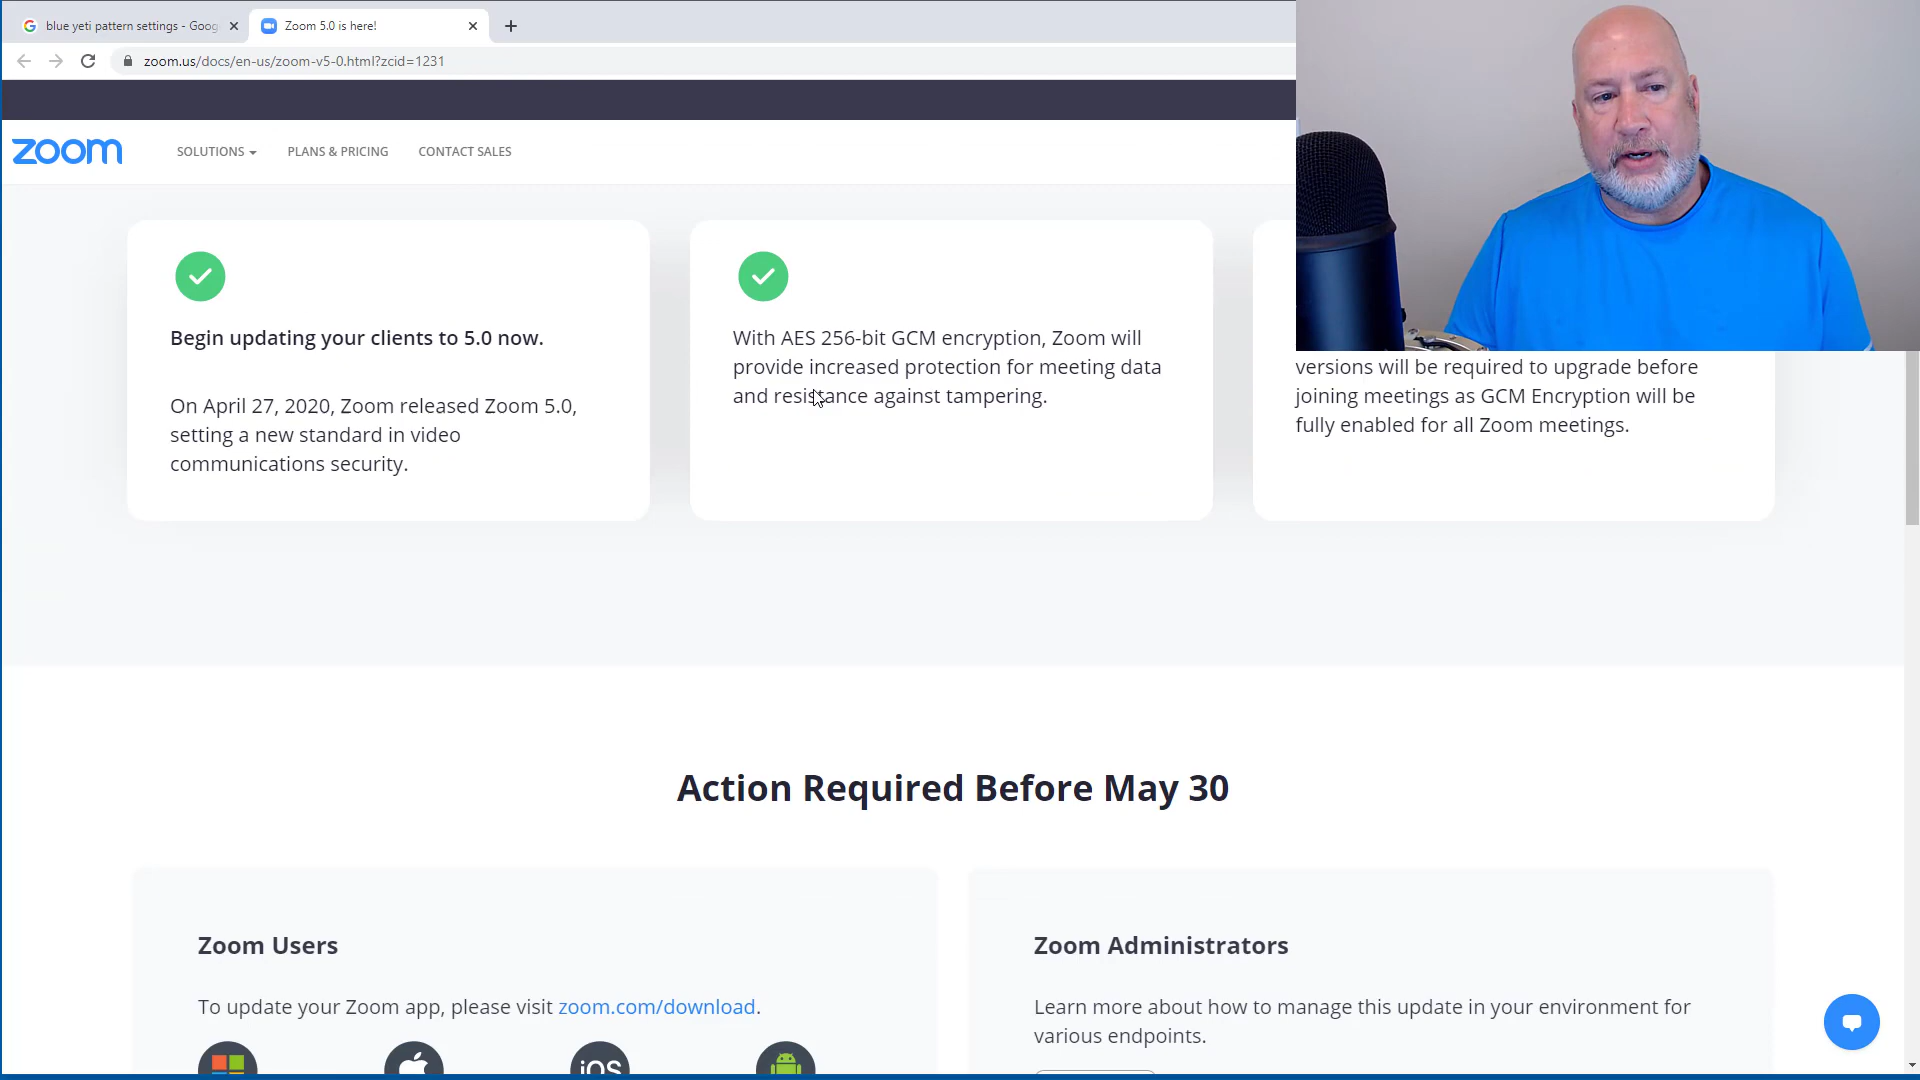 blue yeti pattern settings - Goog
Zoom 5.0 is here!
zoom.us/docs/en-us/zoom-v5-0.html?zcid=1231
zoom
SOLUTIONS
PLANS & PRICING
CONTACT SALES
Begin updating your clients to 5.0 now.
On April 27, 2020, Zoom released Zoom 5.0,
setting a new standard in video
communications security.
With AES 256-bit GCM encryption, Zoom will
provide increased protection for meeting data
and resistance against tampering.
versions will be required to upgrade before
joining meetings as GCM Encryption will be
fully enabled for all Zoom meetings.
Action Required Before May 30
Zoom Users
To update your Zoom app, please visit zoom.com/download.
iOS
Zoom Administrators
Learn more about how to manage this update in your environment for
various endpoints.